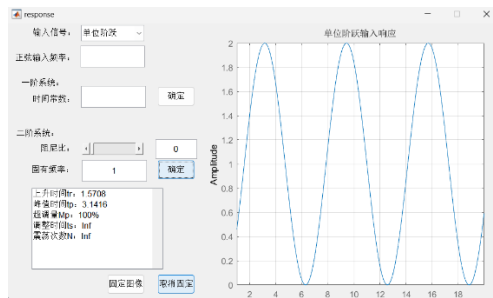 response
输入信号：
单位阶跃
正弦输入频率：
一阶系统：
时间常数：
确定
二阶系统：
阻尼比：
0
固有频率：
1
确定
上升时间tr：1.5708
峰值时间tp：3.1416
超调量Mp：100%
调整时间ts：Inf
震荡次数N：Inf
固定图像
取消固定
单位阶跃输入响应
Amplitude
2
1.8
1.6
1.4
1.2
1
0.8
0.6
0.4
0.2
0
2 4 6 8 10 12 14 16 18